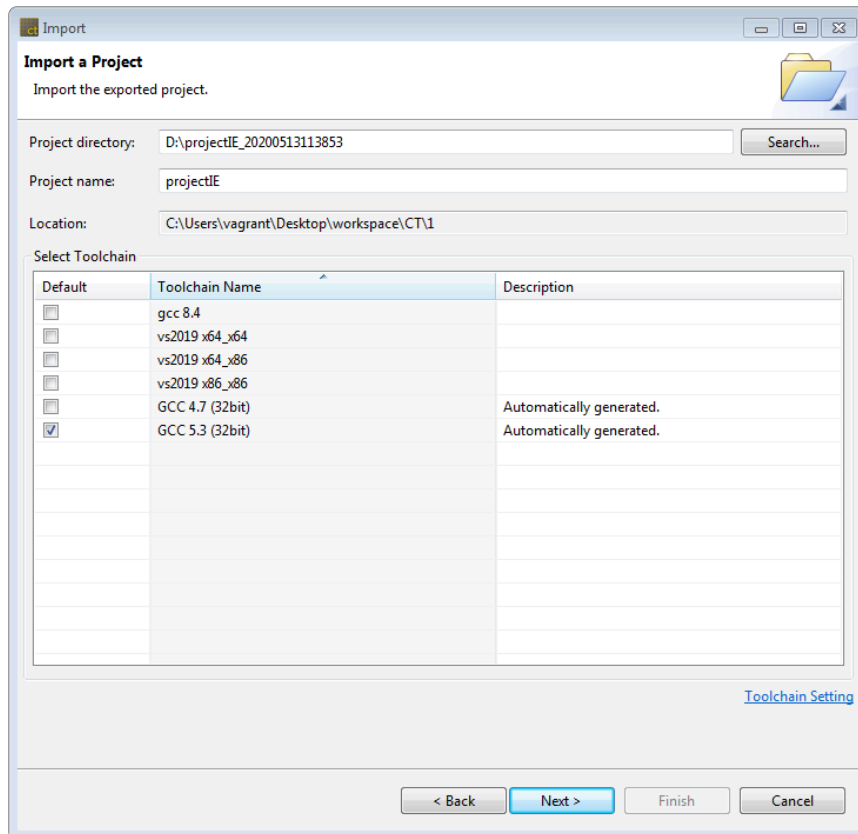 ct Import
Import a Project
Import the exported project.
Project directory: D:\projectIE_20200513113853 Search...
Project name: projectIE
Location: C:\Users\vagrant\Desktop\workspace\CT\1
Select Toolchain
Default Toolchain Name Description
gcc 8.4
vs2019 x64_x64
vs2019 x64_x86
vs2019 x86_x86
GCC 4.7 (32bit) Automatically generated.
GCC 5.3 (32bit) Automatically generated.
Toolchain Setting
< Back Next > Finish Cancel